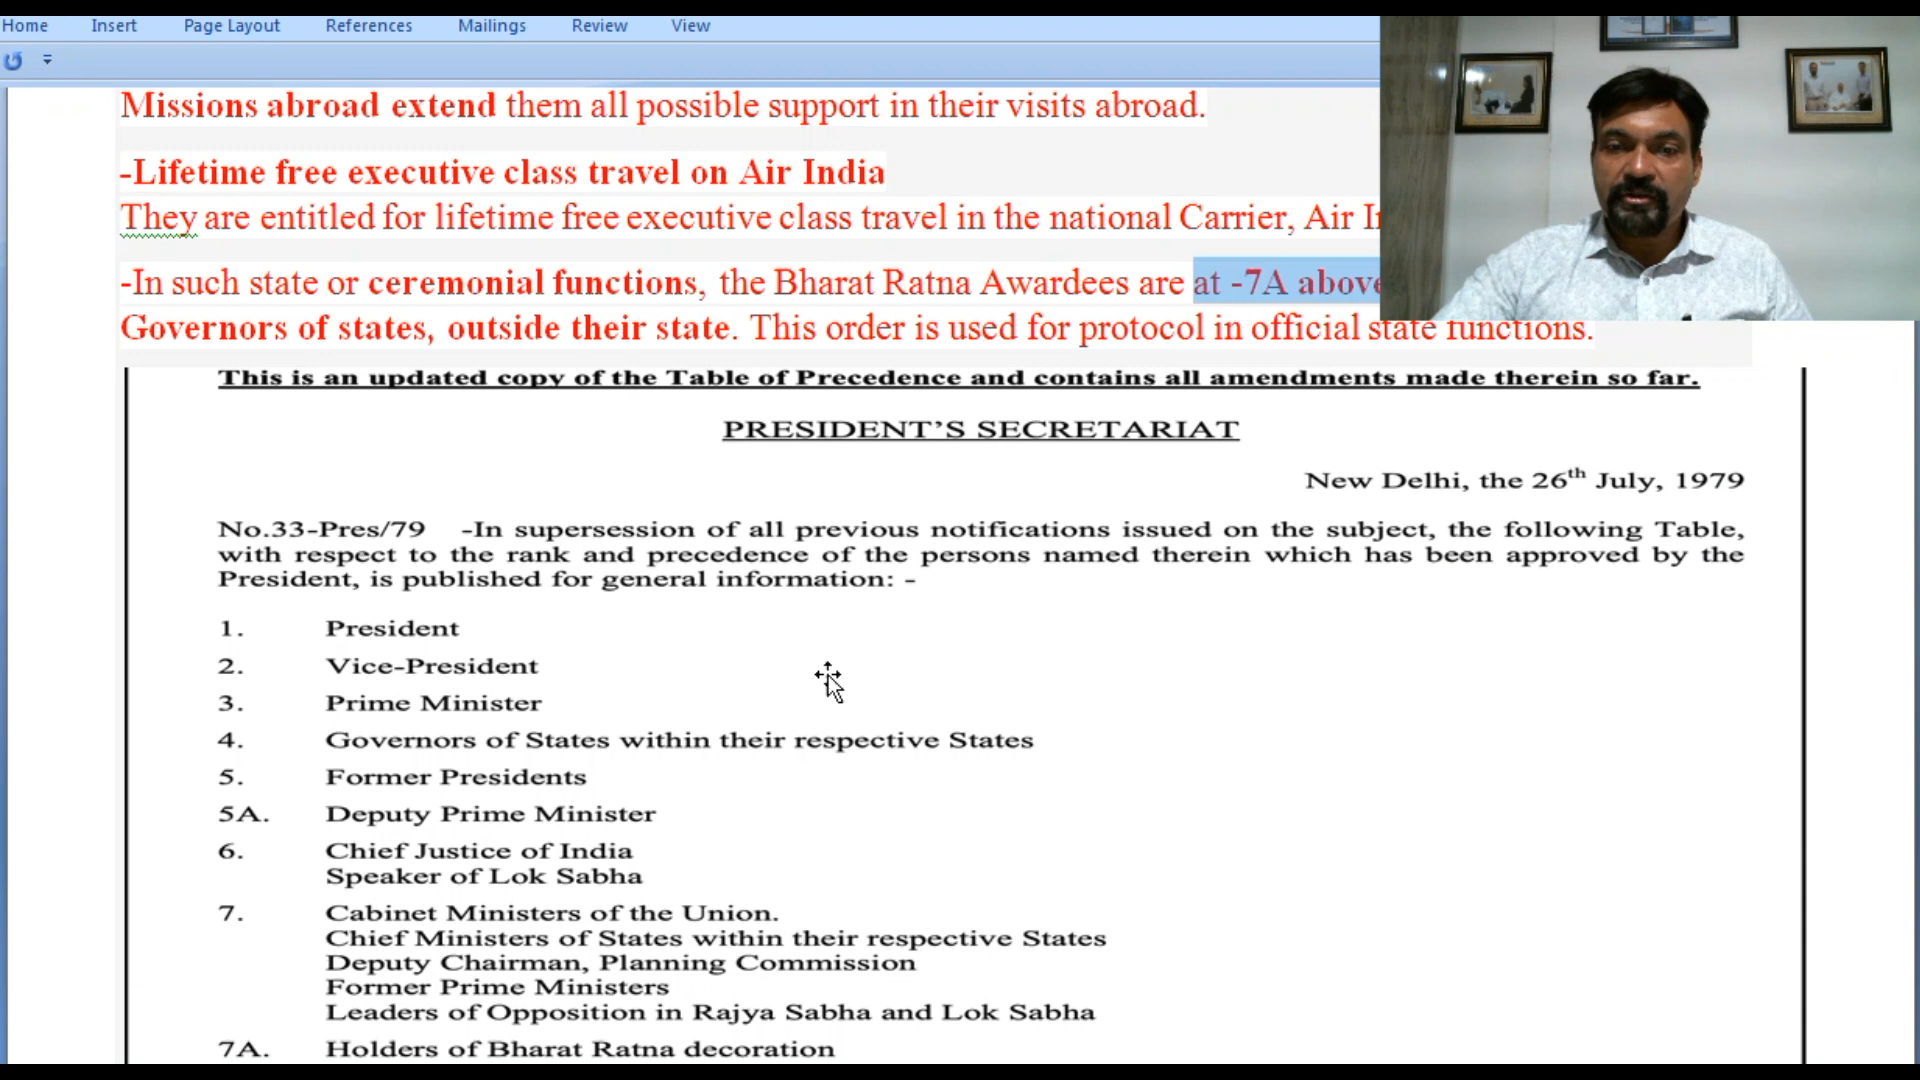 Home Insert Page Layout References Mailings Review View
Missions abroad extend them all possible support in their visits abroad.
-Lifetime free executive class travel on Air India
They are entitled for lifetime free executive class travel in the national Carrier, Air
-In such state or ceremonial functions, the Bharat Ratna Awardees are at -7A above
Governors of states, outside their state. This order is used for protocol in official state functions.
This is an updated copy of the Table of Precedence and contains all amendments made therein so far.
PRESIDENT'S SECRETARIAT
New Delhi, the 26th July, 1979
No.33-Pres/79 -In supersession of all previous notifications issued on the subject, the following Table,
with respect to the rank and precedence of the persons named therein which has been approved by the
President, is published for general information: -
1. President
2. Vice-President
3. Prime Minister
4. Governors of States within their respective States
5. Former Presidents
5A. Deputy Prime Minister
6. Chief Justice of India
Speaker of Lok Sabha
7. Cabinet Ministers of the Union.
Chief Ministers of States within their respective States
Deputy Chairman, Planning Commission
Former Prime Ministers
Leaders of Opposition in Rajya Sabha and Lok Sabha
7A. Holders of Bharat Ratna decoration